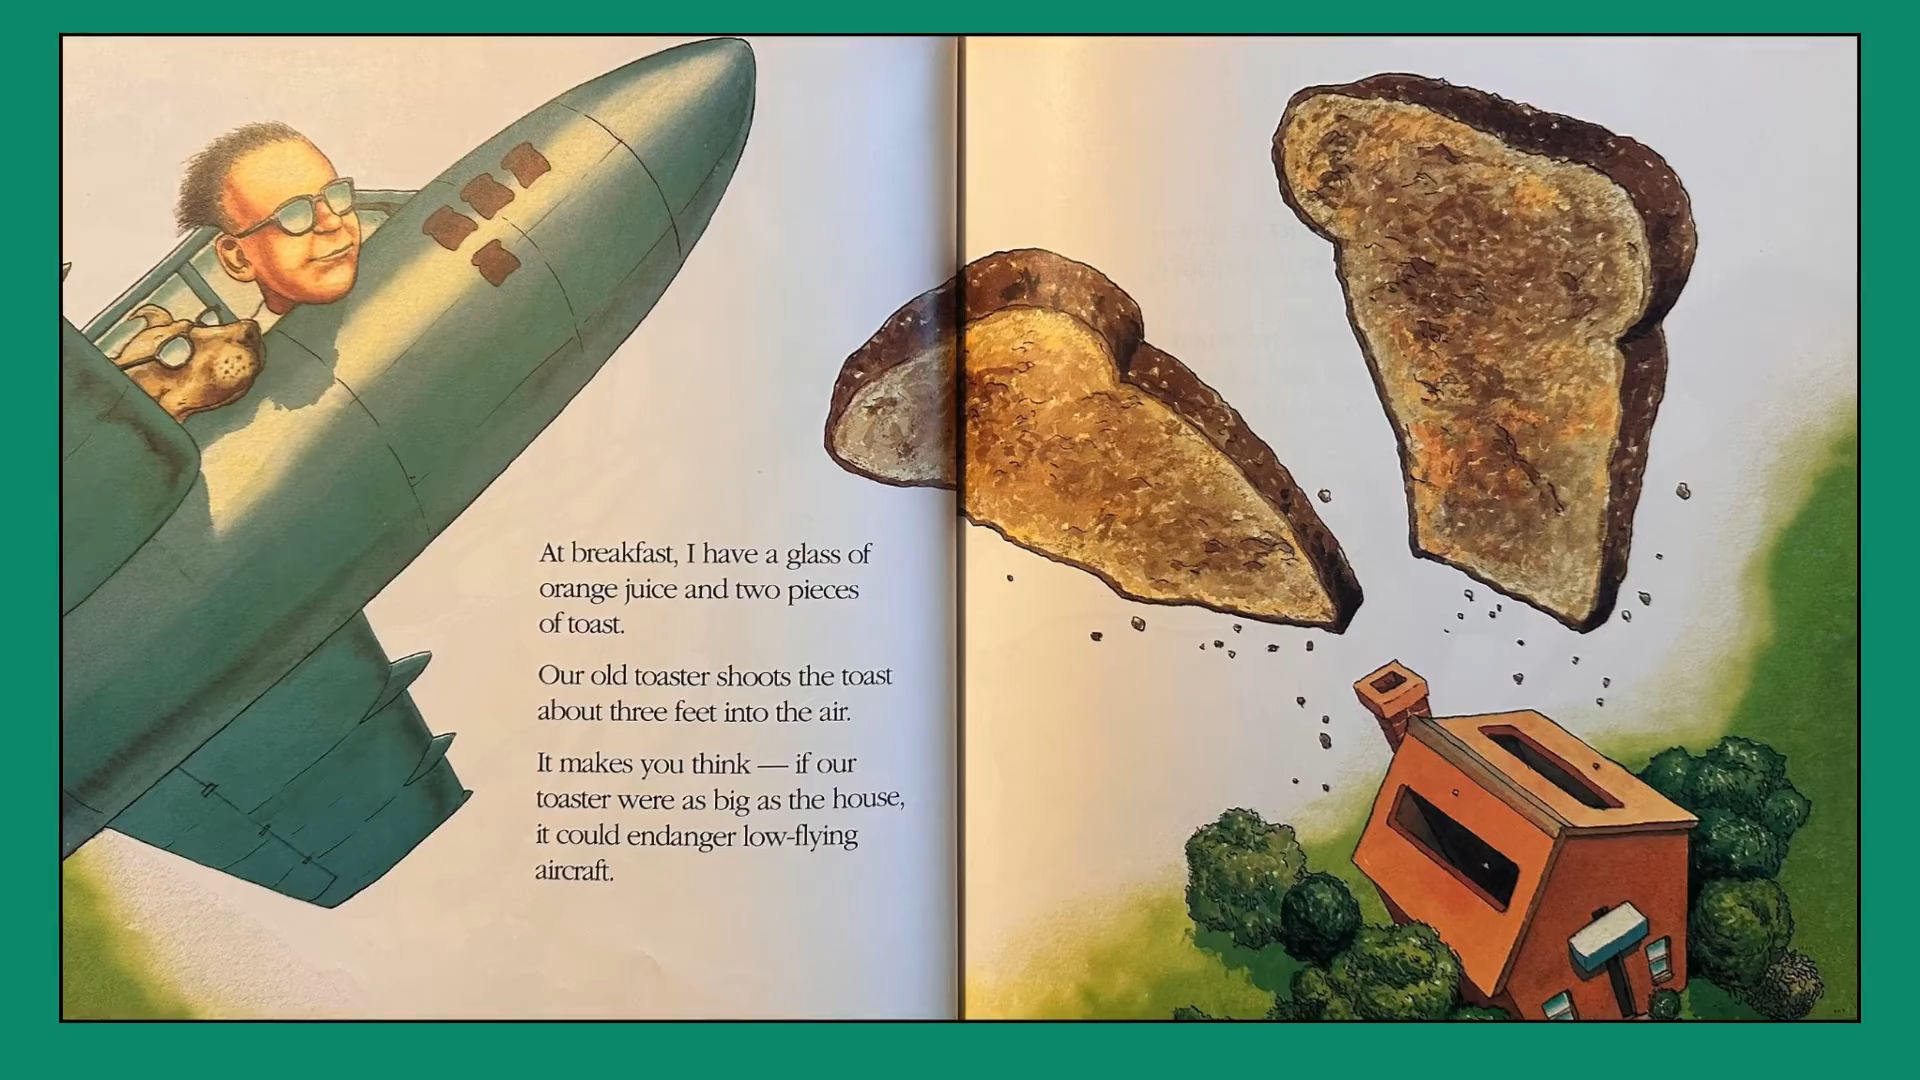 At breakfast, I have a glass of
orange juice and two pieces
of toast.
Our old toaster shoots the toast
about three feet into the air.
It makes you think — if our
toaster were as big as the house,
it could endanger low-flying
aircraft.